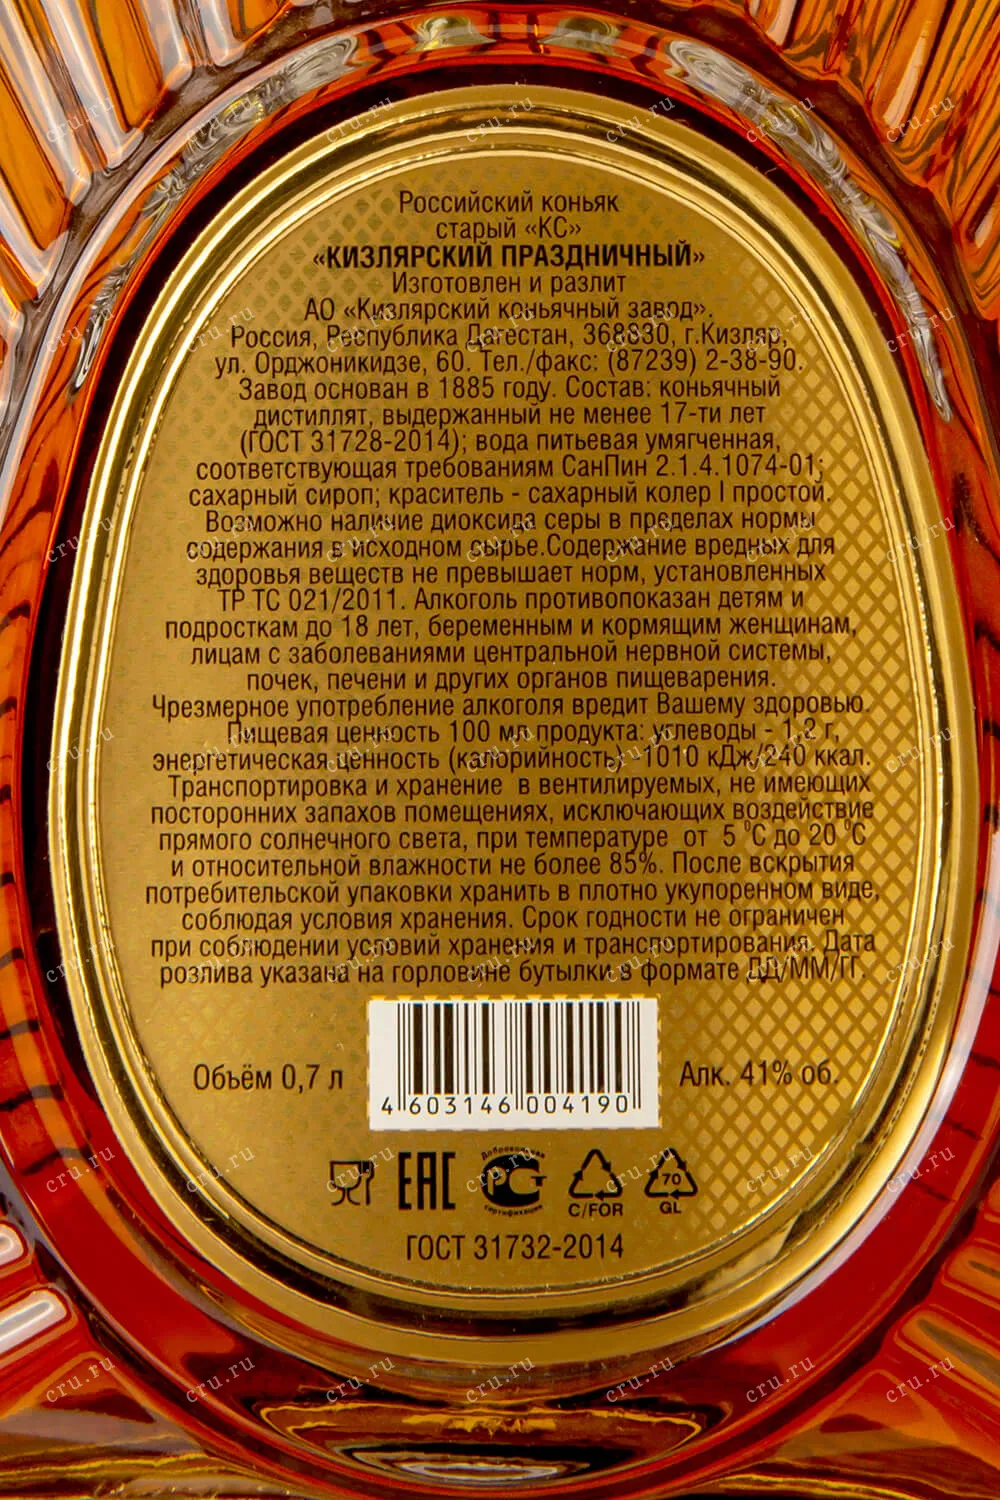 Российский коньяк
старый «КС»
«КИЗЛЯРСКИЙ ПРАЗДНИЧНЫЙ»
Изготовлен и разлит
АО «Кизлярский коньячный завод».
Россия, Республика Дагестан, 368830, г.Кизляр,
ул. Орджоникидзе, 60. Тел./факс: (87239) 2-38-90.
Завод основан в 1885 году. Состав: коньячный
дистиллят, выдержанный не менее 17-ти лет
(ГОСТ 31728-2014); вода питьевая умягченная,
соответствующая требованиям СанПин 2.1.4.1074-01;
сахарный сироп; краситель - сахарный колер I простой.
Возможно наличие диоксида серы в пределах нормы
содержания в исходном сырье.Содержание вредных для
здоровья веществ не превышает норм, установленных
ТР ТС 021/2011. Алкоголь противопоказан детям и
подросткам до 18 лет, беременным и кормящим женщинам,
лицам с заболеваниями центральной нервной системы,
почек, печени и других органов пищеварения.
Чрезмерное употребление алкоголя вредит Вашему здоровью.
Пищевая ценность 100 мл продукта: углеводы - 1,2 г,
энергетическая ценность (калорийность) -1010 кДж/240 ккал.
Транспортировка и хранение в вентилируемых, не имеющих
посторонних запахов помещениях, исключающих воздействие
прямого солнечного света, при температуре от 5 °С до 20 °С
и относительной влажности не более 85%. После вскрытия
потребительской упаковки хранить в плотно укупоренном виде,
соблюдая условия хранения. Срок годности не ограничен
при соблюдении условий хранения и транспортирования. Дата
розлива указана на горловине бутылки в формате ДД/ММ/ГГ.
Объём 0,7 л
4 603146 004190
Алк. 41% об.
ЕАС
Добровольная
сертификация
C/FOR
70
GL
ГОСТ 31732-2014
cru.ru